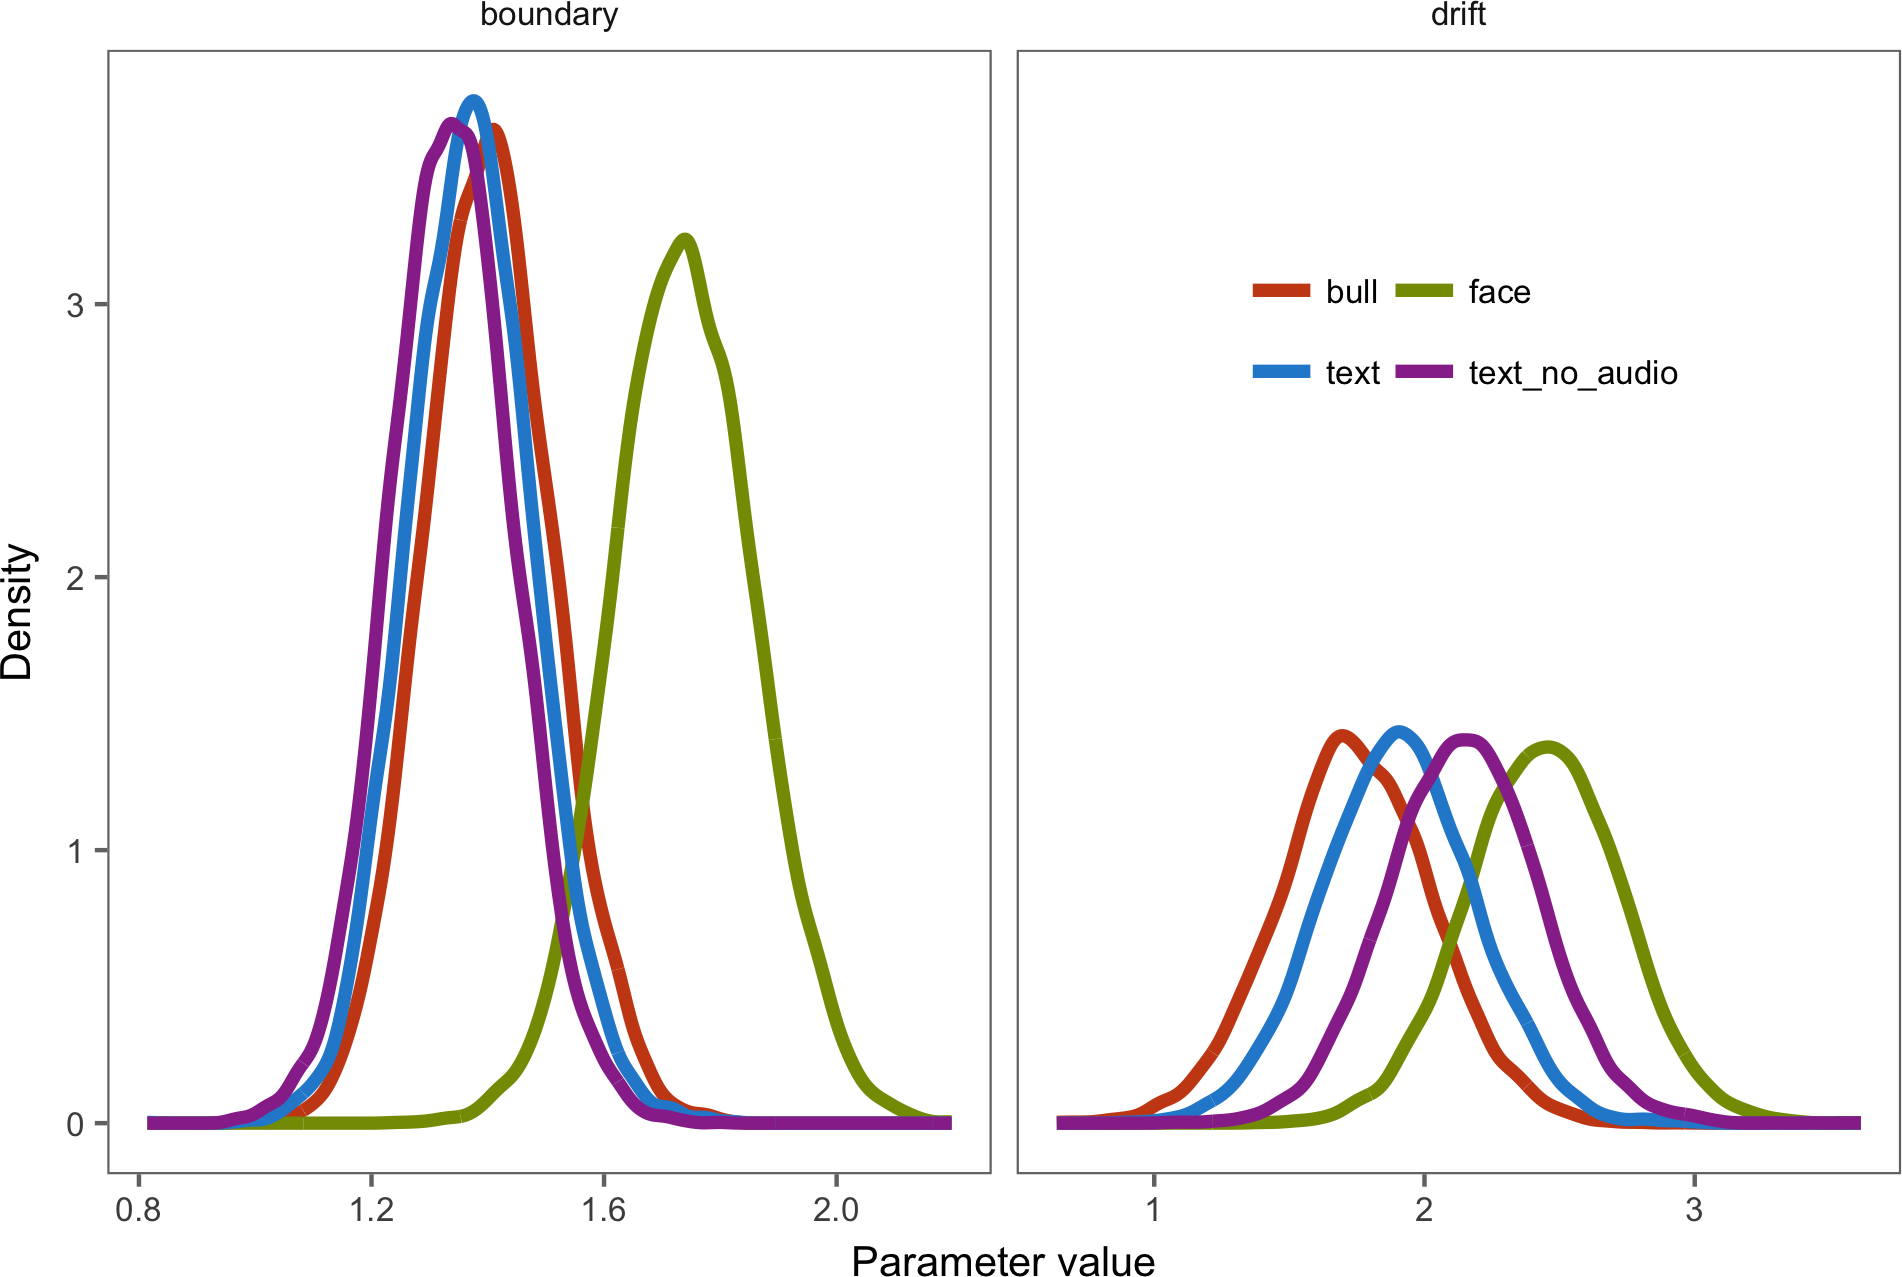 boundary drift
Density
3
2
1
0
bull face
text text_no_audio
0.8 1.2 1.6 2.0 1 2 3
Parameter value